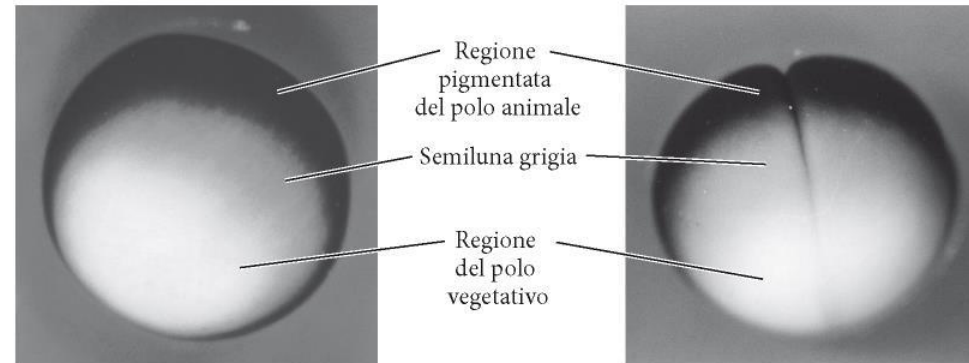 Regione
pigmentata
del polo animale
Semiluna grigia
Regione
del polo
vegetativo